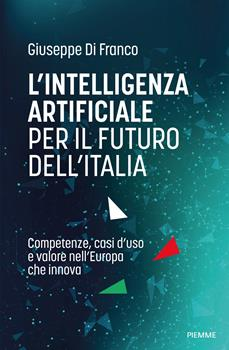 Giuseppe Di Franco
L'INTELLIGENZA
ARTIFICIALE
PER IL FUTURO
DELL'ITALIA
Competenze, casi d'uso
e valore nell'Europa
che innova
PIEMME